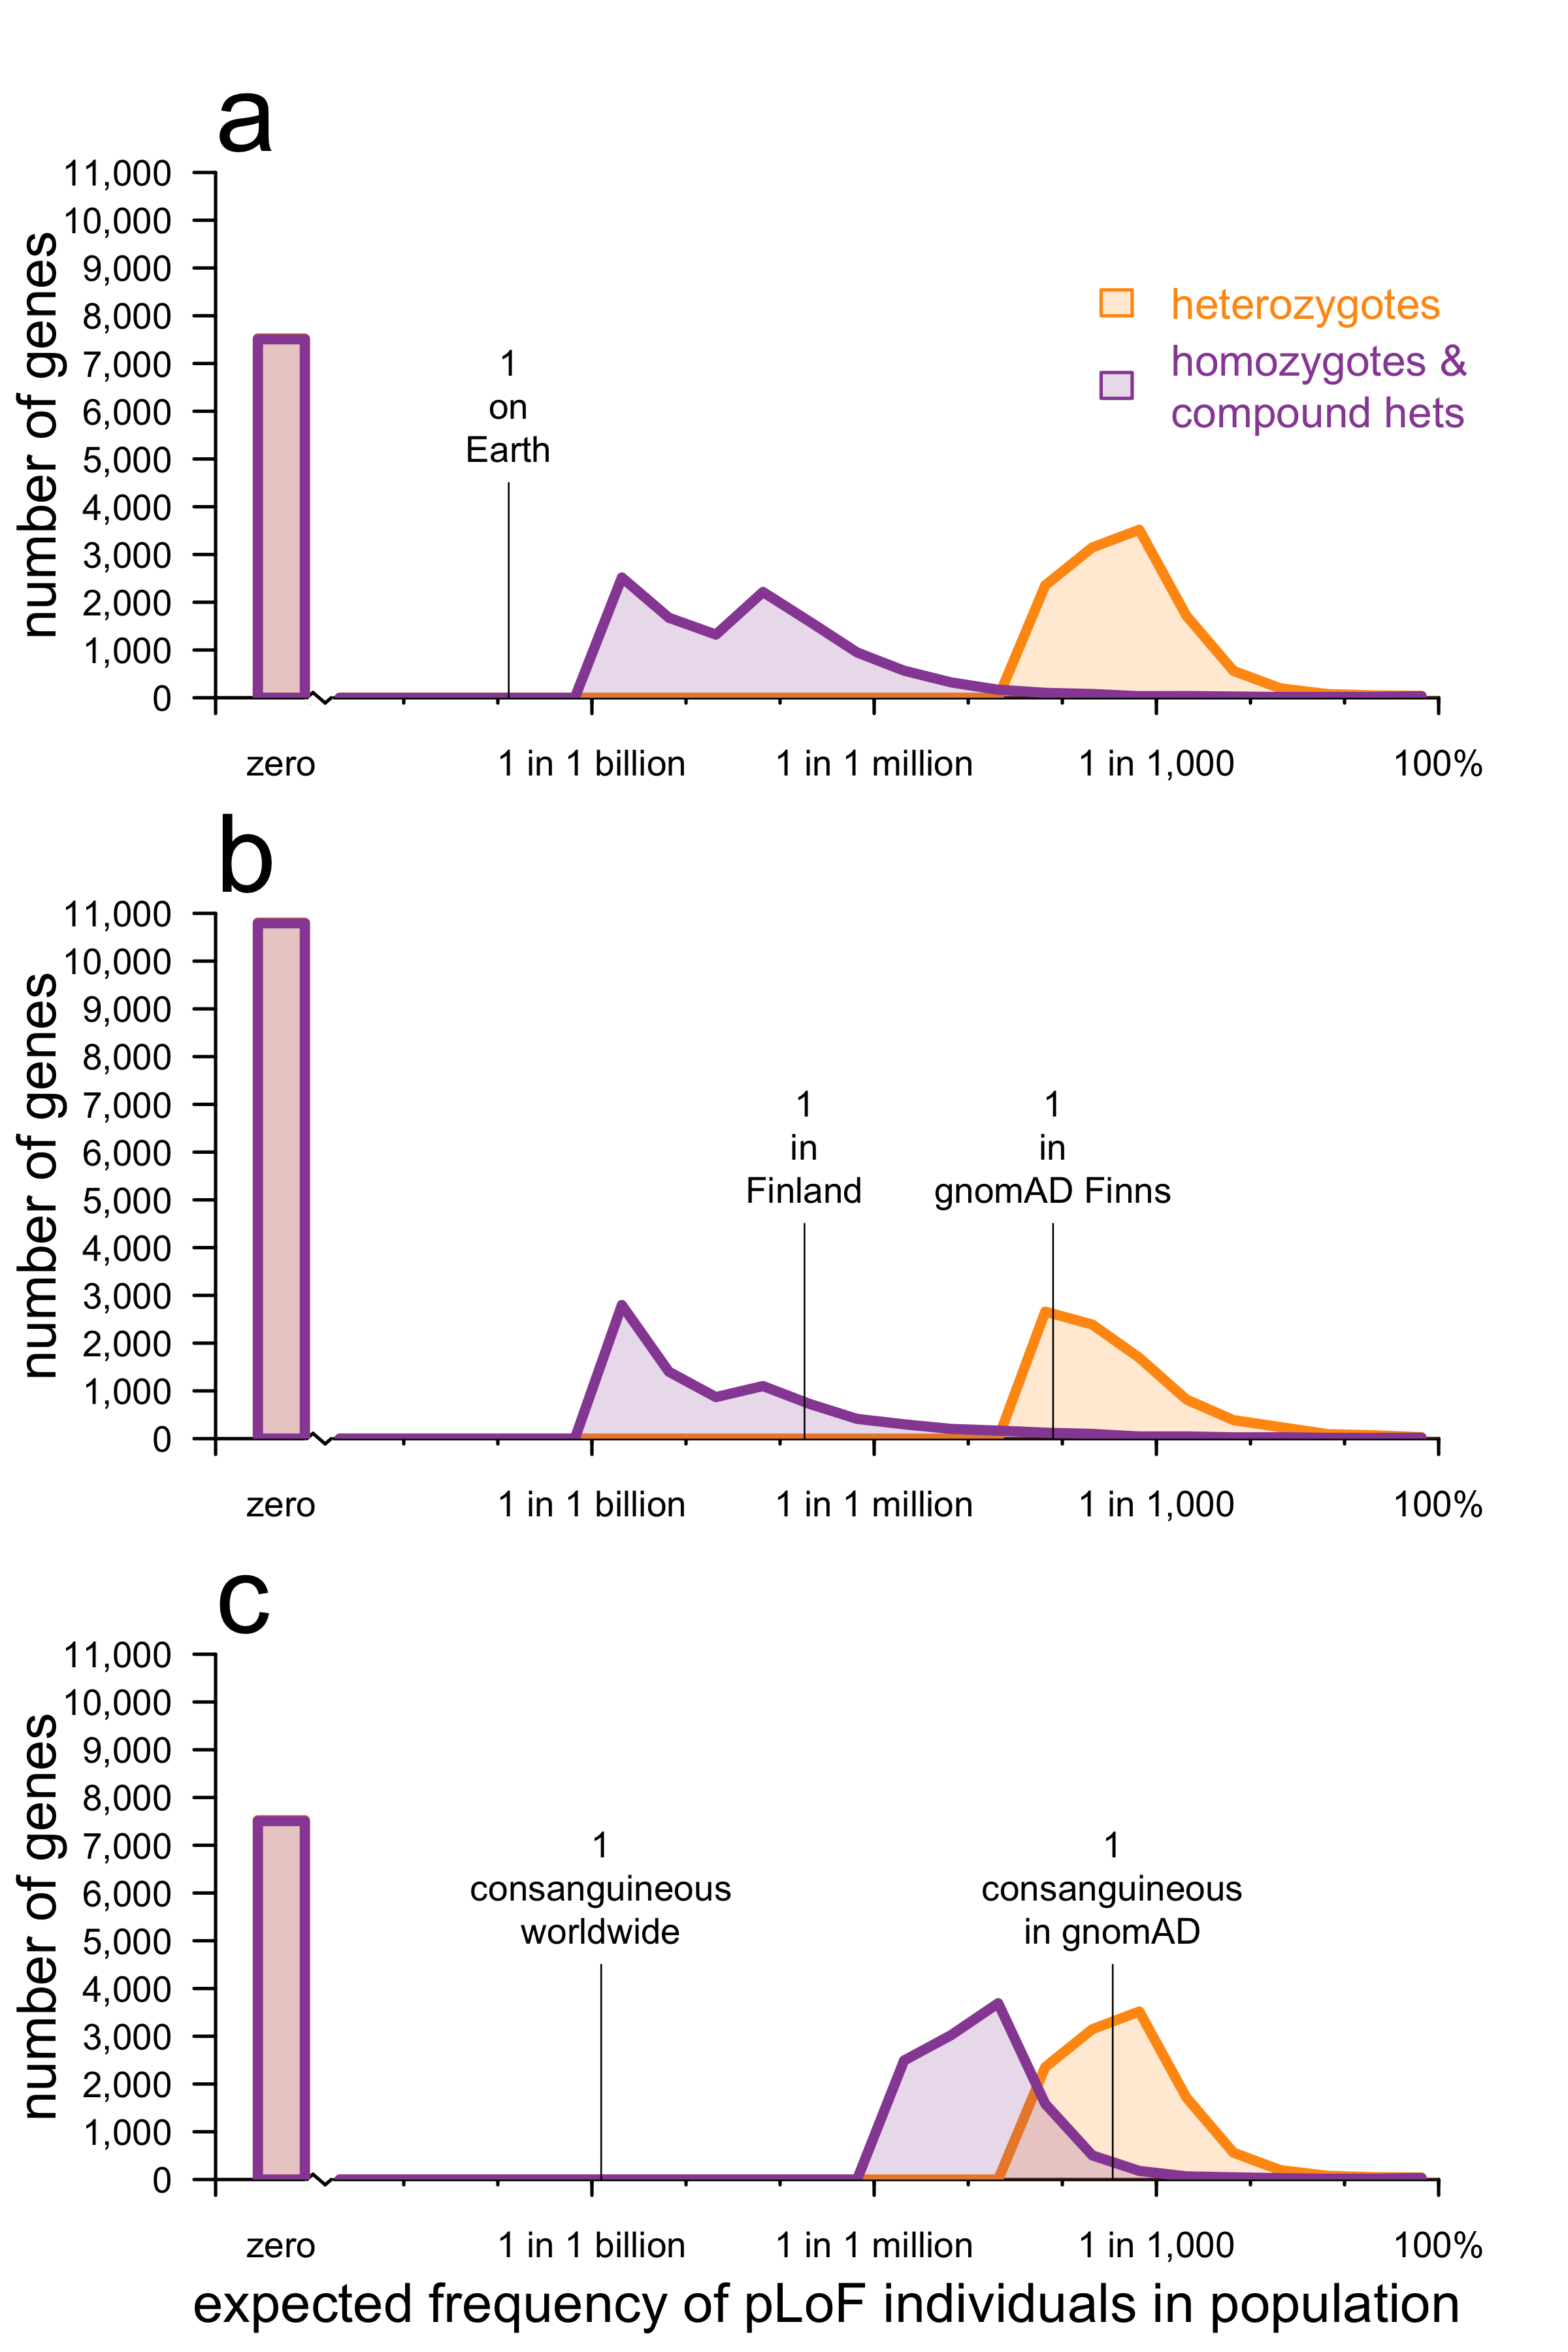 a
11,000
10,000
9,000
8,000
7,000
6,000
5,000
4,000
3,000
2,000
1,000
0
number of genes
1
on
Earth
heterozygotes
homozygotes &
compound hets
zero
1 in 1 billion
1 in 1 million
1 in 1,000
100%
b
11,000
10,000
9,000
8,000
7,000
6,000
5,000
4,000
3,000
2,000
1,000
0
number of genes
1
in
Finland
1
in
gnomAD Finns
zero
1 in 1 billion
1 in 1 million
1 in 1,000
100%
c
11,000
10,000
9,000
8,000
7,000
6,000
5,000
4,000
3,000
2,000
1,000
0
number of genes
1
consanguineous
worldwide
1
consanguineous
in gnomAD
zero
1 in 1 billion
1 in 1 million
1 in 1,000
100%
expected frequency of pLoF individuals in population